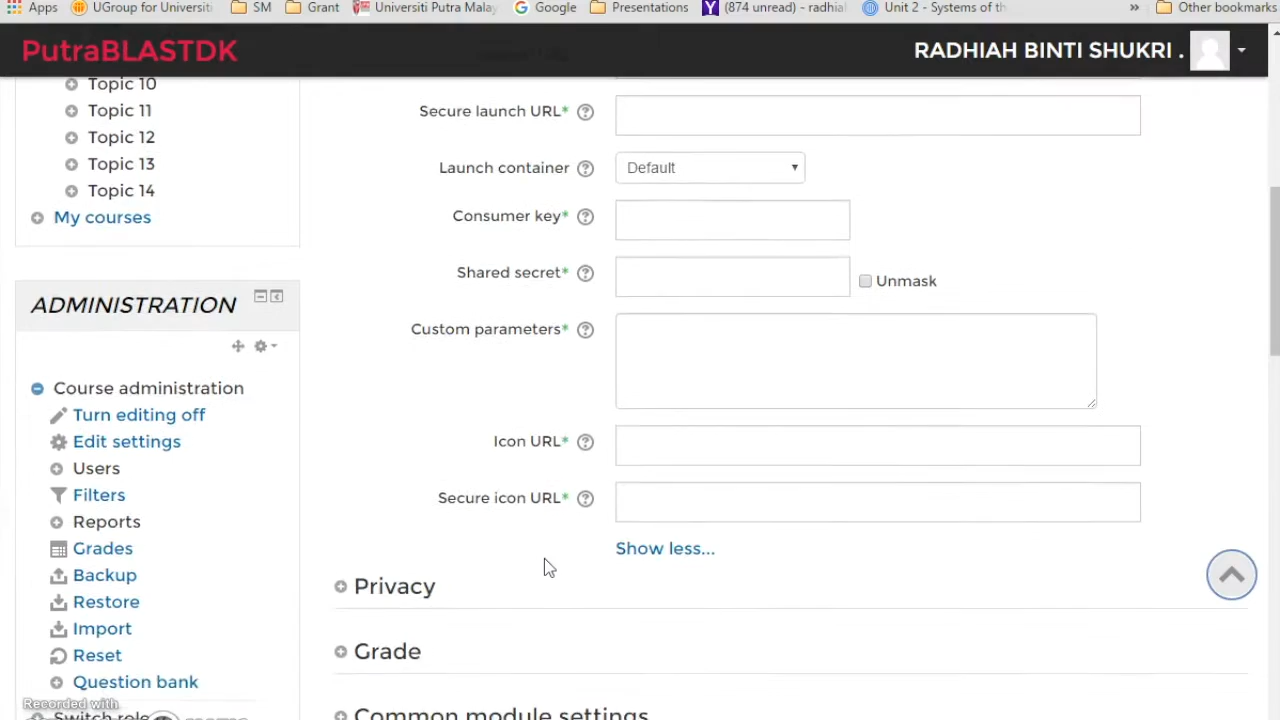 Apps UGroup for Universiti SM Grant Universiti Putra Malay Google Presentations (874 unread) - radhia Unit 2 - Systems of th » Other bookmarks
PutraBLASTDK
RADHIAH BINTI SHUKRI .
Topic 10
Topic 11
Topic 12
Topic 13
Topic 14
My courses
ADMINISTRATION
Course administration
Turn editing off
Edit settings
Users
Filters
Reports
Grades
Backup
Restore
Import
Reset
Question bank
Switch role
Recorded with
Secure launch URL*
Launch container Default
Consumer key*
Shared secret* Unmask
Custom parameters*
Icon URL*
Secure icon URL*
Show less...
Privacy
Grade
Common module settings